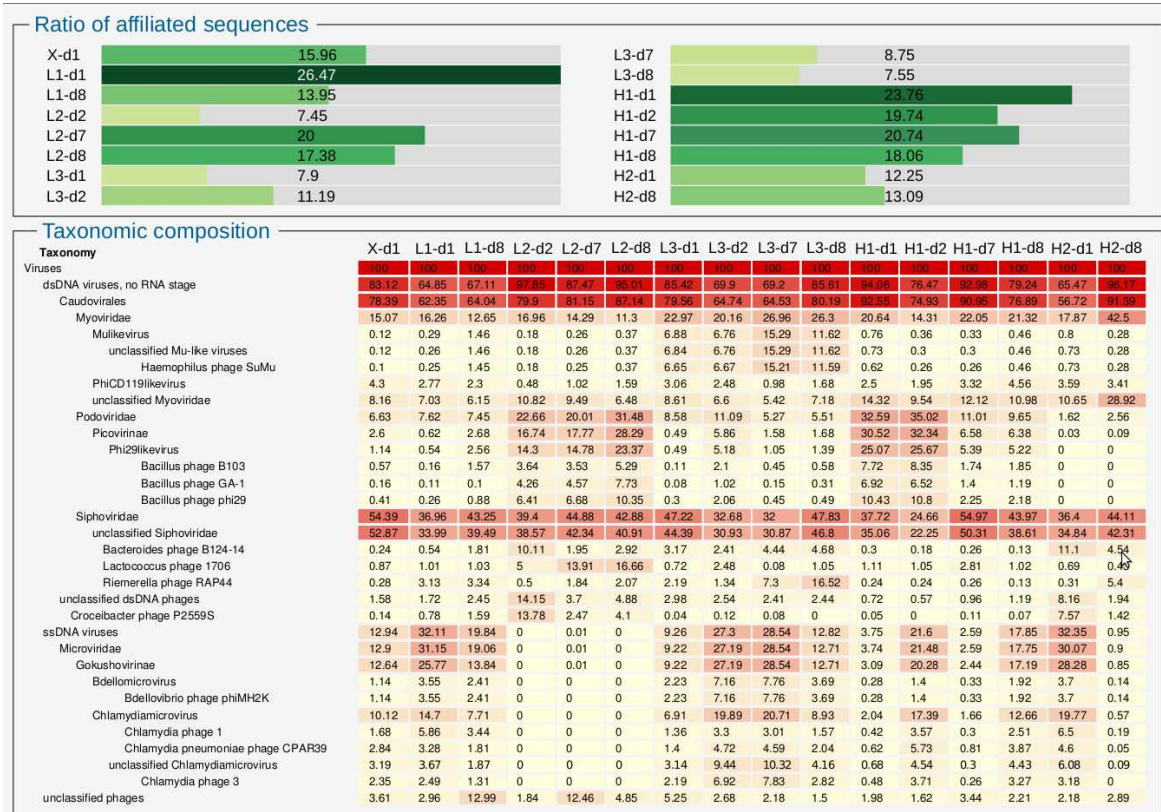 Ratio of affiliated sequences
X-d1 15.96 L3-d7 8.75
L1-d1 26.47 L3-d8 7.55
L1-d8 13.95 H1-d1 23.76
L2-d2 7.45 H1-d2 19.74
L2-d7 20 H1-d7 20.74
L2-d8 17.38 H1-d8 18.06
L3-d1 7.9 H2-d1 12.25
L3-d2 11.19 H2-d8 13.09
Taxonomic composition
Taxonomy X-d1 L1-d1 L1-d8 L2-d2 L2-d7 L2-d8 L3-d1 L3-d2 L3-d7 L3-d8 H1-d1 H1-d2 H1-d7 H1-d8 H2-d1 H2-d8
Viruses 100 100 100 100 100 100 100 100 100 100 100 100 100 100 100 100
dsDNA viruses, no RNA stage 83.12 64.85 67.11 97.85 87.47 95.01 85.42 69.9 69.2 85.61 94.06 76.47 92.98 79.24 65.47 96.17
Caudovirales 78.39 62.35 64.04 79.9 81.15 87.14 79.56 64.74 64.53 80.19 92.55 74.93 90.95 76.89 56.72 91.39
Myoviridae 15.07 16.26 12.65 16.96 14.29 11.3 22.97 20.16 26.96 26.3 20.64 14.31 22.05 21.32 17.87 42.5
Mulikevirus 0.12 0.29 1.46 0.18 0.26 0.37 6.88 6.76 15.29 11.62 0.76 0.36 0.33 0.46 0.8 0.28
unclassified Mu-like viruses 0.12 0.26 1.46 0.18 0.26 0.37 6.84 6.76 15.29 11.62 0.73 0.3 0.3 0.46 0.73 0.28
Haemophilus phage SuMu 0.1 0.25 1.45 0.18 0.25 0.37 6.65 6.67 15.21 11.59 0.62 0.26 0.26 0.46 0.73 0.28
PhiCD119likevirus 4.3 2.77 2.3 0.48 1.02 1.59 3.06 2.48 0.98 1.68 2.5 1.95 3.32 4.56 3.59 3.41
unclassified Myoviridae 8.16 7.03 6.15 10.82 9.49 6.48 8.61 6.6 5.42 7.18 14.32 9.54 12.12 10.98 10.65 28.92
Podoviridae 6.63 7.62 7.45 22.66 20.01 31.48 8.58 11.09 5.27 5.51 32.59 35.02 11.01 9.65 1.62 2.56
Picovirinae 2.6 0.62 2.68 16.74 17.77 28.29 0.49 5.86 1.58 1.68 30.52 32.34 6.58 6.38 0.03 0.09
Phi29likevirus 1.14 0.54 2.56 14.3 14.78 23.37 0.49 5.18 1.05 1.39 25.07 25.67 5.39 5.22 0 0
Bacillus phage B103 0.57 0.16 1.57 3.64 3.53 5.29 0.11 2.1 0.45 0.58 7.72 8.35 1.74 1.85 0 0
Bacillus phage GA-1 0.16 0.11 0.1 4.26 4.57 7.73 0.08 1.02 0.15 0.31 6.92 6.52 1.4 1.19 0 0
Bacillus phage phi29 0.41 0.26 0.88 6.41 6.68 10.35 0.3 2.06 0.45 0.49 10.43 10.8 2.25 2.18 0 0
Siphoviridae 54.39 36.96 43.25 39.4 44.88 42.88 47.22 32.68 32 47.83 37.72 24.66 54.97 43.97 36.4 44.11
unclassified Siphoviridae 52.87 33.99 39.49 38.57 42.34 40.91 44.39 30.93 30.87 46.8 35.06 22.25 50.31 38.61 34.84 42.31
Bacteroides phage B124-14 0.24 0.54 1.81 10.11 1.95 2.92 3.17 2.41 4.44 4.68 0.3 0.18 0.26 0.13 11.1 4.54
Lactococcus phage 1706 0.87 1.01 1.03 5 13.91 16.66 0.72 2.48 0.08 1.05 1.11 1.05 2.81 1.02 0.69
Riemerella phage RAP44 0.28 3.13 3.34 0.5 1.84 2.07 2.19 1.34 7.3 16.52 0.24 0.24 0.26 0.13 0.31 5.4
unclassified dsDNA phages 1.58 1.72 2.45 14.15 3.7 4.88 2.98 2.54 2.41 2.44 0.72 0.57 0.96 1.19 8.16 1.94
Croceibacter phage P2559S 0.14 0.78 1.59 13.78 2.47 4.1 0.04 0.12 0.08 0 0.05 0 0.11 0.07 7.57 1.42
ssDNA viruses 12.94 32.11 19.84 0 0.01 0 9.26 27.3 28.54 12.82 3.75 21.6 2.59 17.85 32.35 0.95
Microviridae 12.9 31.15 19.06 0 0.01 0 9.22 27.19 28.54 12.71 3.74 21.48 2.59 17.75 30.07 0.9
Gokushovirinae 12.64 25.77 13.84 0 0.01 0 9.22 27.19 28.54 12.71 3.09 20.28 2.44 17.19 28.28 0.85
Bdellomicrovirus 1.14 3.55 2.41 0 0 0 2.23 7.16 7.76 3.69 0.28 1.4 0.33 1.92 3.7 0.14
Bdellovibrio phage phiMH2K 1.14 3.55 2.41 0 0 0 2.23 7.16 7.76 3.69 0.28 1.4 0.33 1.92 3.7 0.14
Chlamydiamicrovirus 10.12 14.7 7.71 0 0 0 6.91 19.89 20.71 8.93 2.04 17.39 1.66 12.66 19.77 0.57
Chlamydia phage 1 1.68 5.86 3.44 0 0 0 1.36 3.3 3.01 1.57 0.42 3.57 0.3 2.51 6.5 0.19
Chlamydia pneumoniae phage CPAR39 2.84 3.28 1.81 0 0 0 1.4 4.72 4.59 2.04 0.62 5.73 0.81 3.87 4.6 0.05
unclassified Chlamydiamicrovirus 3.19 3.67 1.87 0 0 0 3.14 9.44 10.32 4.16 0.68 4.54 0.3 4.43 6.08 0.09
Chlamydia phage 3 2.35 2.49 1.31 0 0 0 2.19 6.92 7.83 2.82 0.48 3.71 0.26 3.27 3.18 0
unclassified phages 3.61 2.96 12.99 1.84 12.46 4.85 5.25 2.68 2.18 1.5 1.98 1.62 3.44 2.21 2.18 2.89